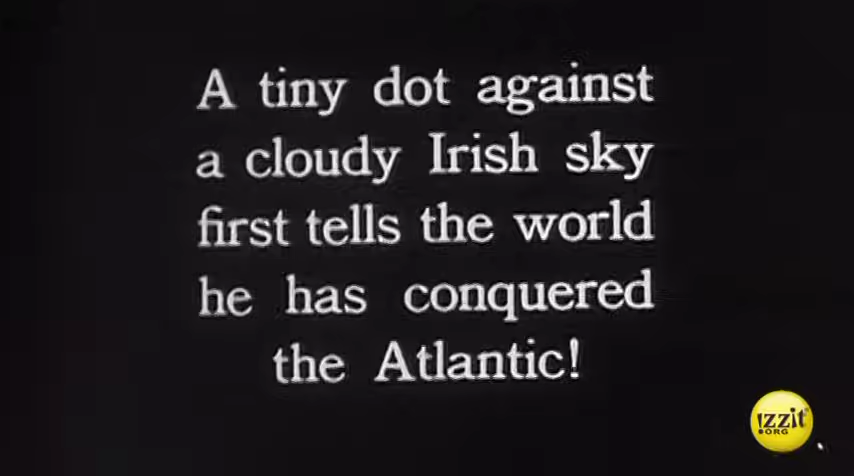 A tiny dot against
a cloudy Irish sky
first tells the world
he has conquered
the Atlantic!
izzit
.ORG